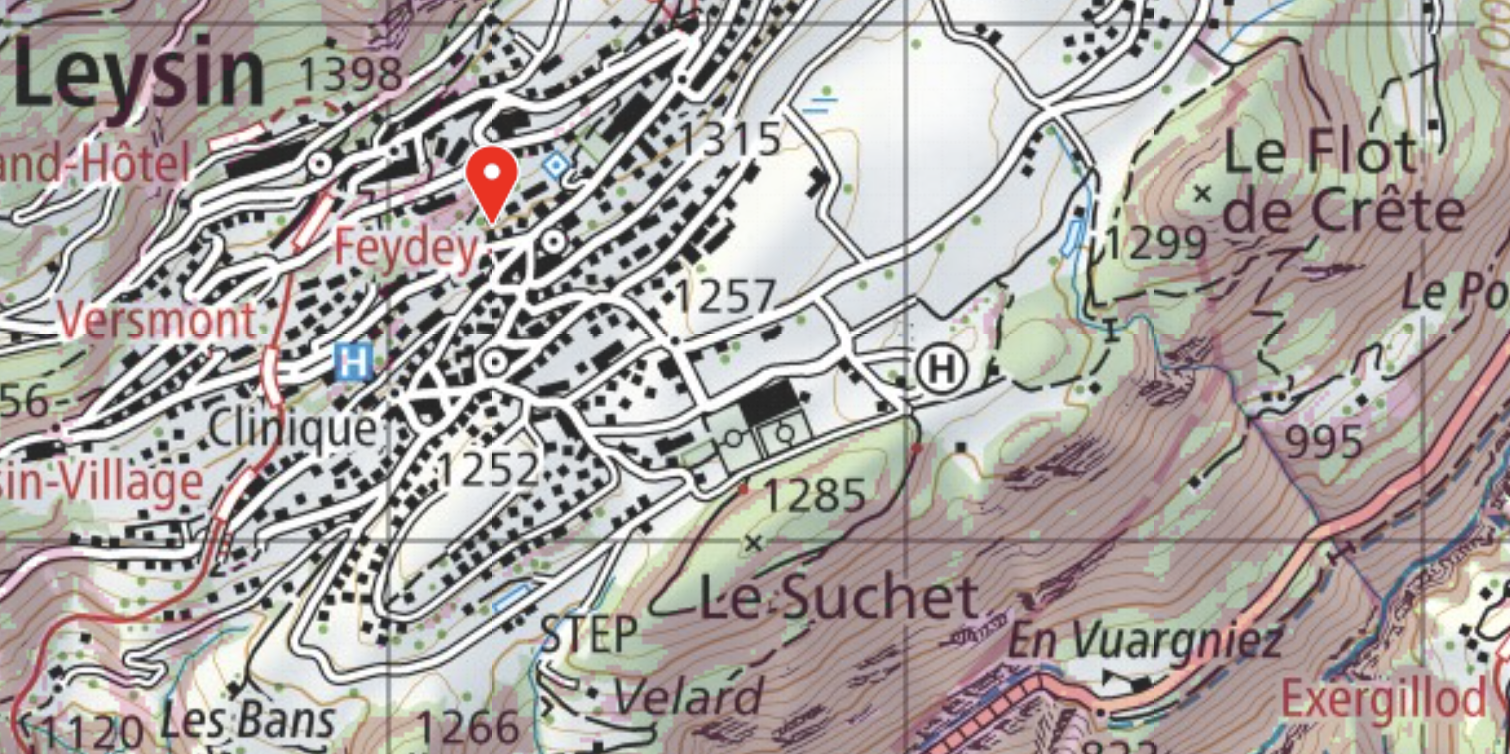 Leysin
1398
and-Hôtel
1315
Le Flot
de Crête
Feydey
1299
Versmont
1257
Le Po
H
H
56
Clinique
sin-Village
1252
995
1285
Le Suchet
STEP
En Vuargniez
Velard
Exergillod
1120
Les Bans
1266